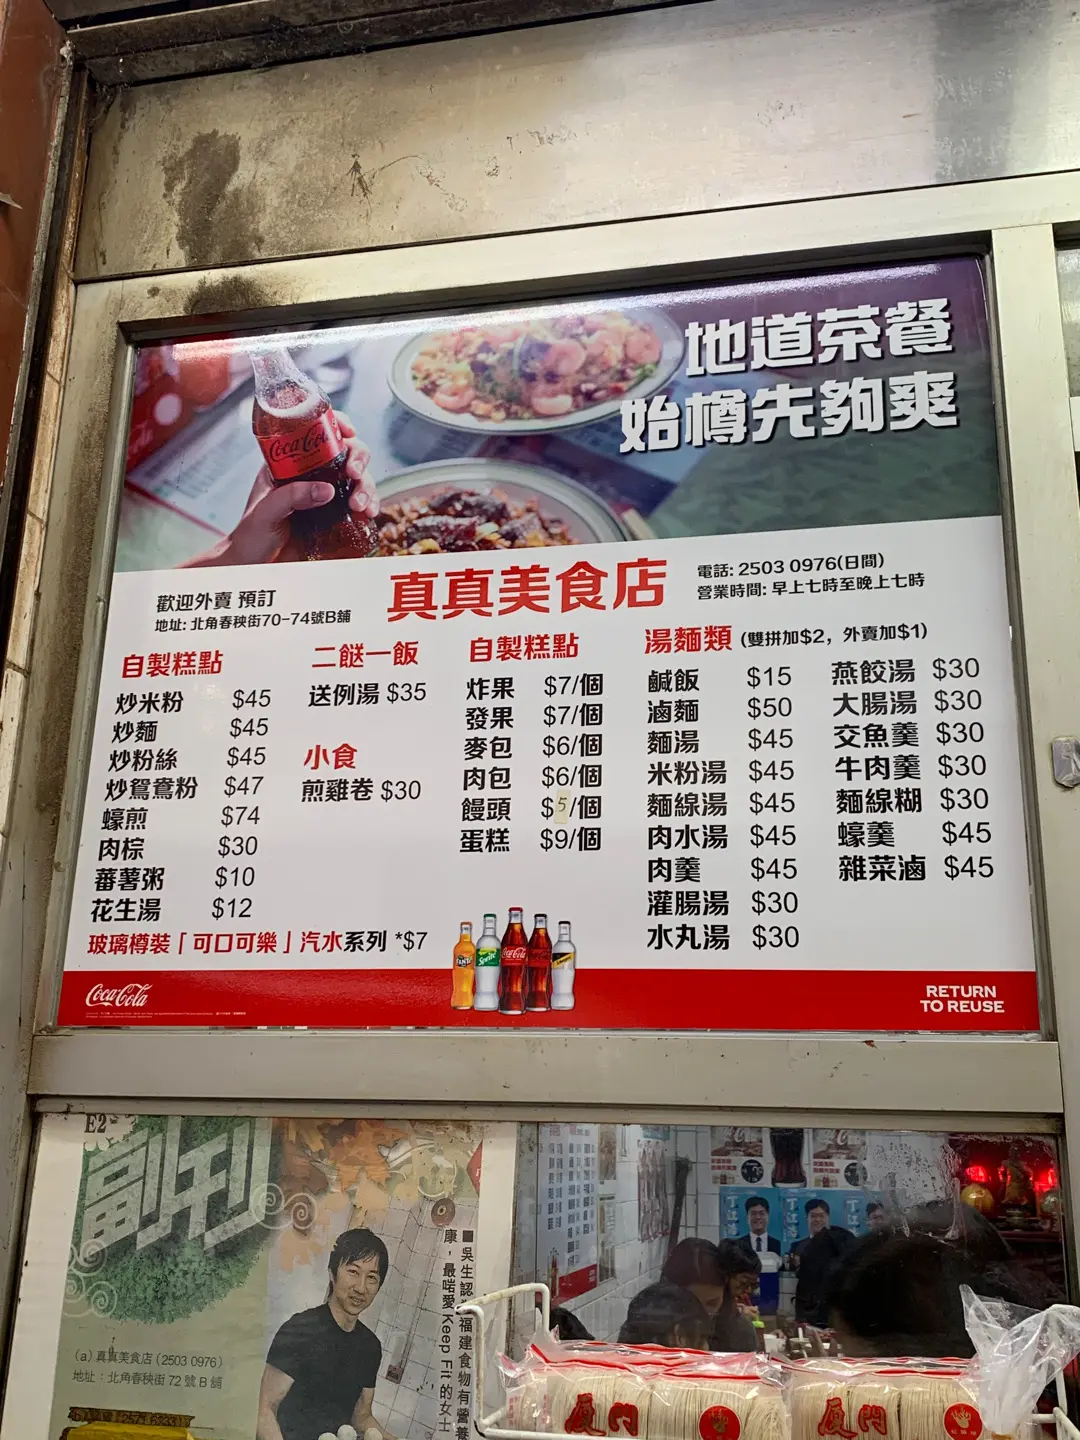 地道茶餐
始樽先夠爽
Coca-Cola
歡迎外賣 預訂
地址: 北角春秧街70-74號B舖
真真美食店
電話: 2503 0976(日間)
營業時間: 早上七時至晚上七時
自製糕點
炒米粉 $45
炒麵 $45
炒粉絲 $45
炒鴛鴦粉 $47
蠔煎 $74
肉粽 $30
蕃薯粥 $10
花生湯 $12
二餸一飯
送例湯 $35
小食
煎雞卷 $30
自製糕點
炸果 $7/個
發果 $7/個
麥包 $6/個
肉包 $6/個
饅頭 $5/個
蛋糕 $9/個
湯麵類 (雙拼加$2，外賣加$1)
鹹飯 $15
滷麵 $50
麵湯 $45
米粉湯 $45
麵線湯 $45
肉水湯 $45
肉羹 $45
灌腸湯 $30
水丸湯 $30
燕餃湯 $30
大腸湯 $30
交魚羹 $30
牛肉羹 $30
麵線糊 $30
蠔羹 $45
雜菜滷 $45
玻璃樽裝「可口可樂」汽水系列 *$7
Fanta
Sprite
Coca-Cola
Coca-Cola
RETURN
TO REUSE
E2
副刊
■吳生認
福建食物有營養
康，最啱愛 Keep Fit 的女士
(a) 真真美食店 (2503 0976)
地址：北角春秧街 72 號 B 舖
廈門
廈門